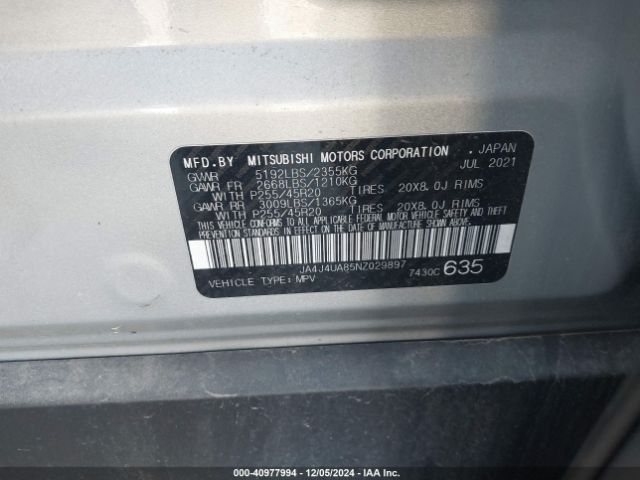 MFD.BY MITSUBISHI MOTORS CORPORATION . JAPAN
GVWR 5192LBS/2355KG JUL 2021
GAWR FR 2668LBS/1210KG
WITH P255/45R20 TIRES 20X8.0J RIMS
GAWR RR 3009LBS/1365KG
WITH P255/45R20 TIRES 20X8.0J RIMS
THIS VEHICLE CONFORMS TO ALL APPLICABLE FEDERAL MOTOR VEHICLE SAFETY AND THEFT
PREVENTION STANDARDS IN EFFECT ON THE DATE OF MANUFACTURE SHOWN ABOVE.
JA4J4UA85NZ029897 7430C 635
VEHICLE TYPE: MPV
000-40977994 - 12/05/2024 - IAA Inc.